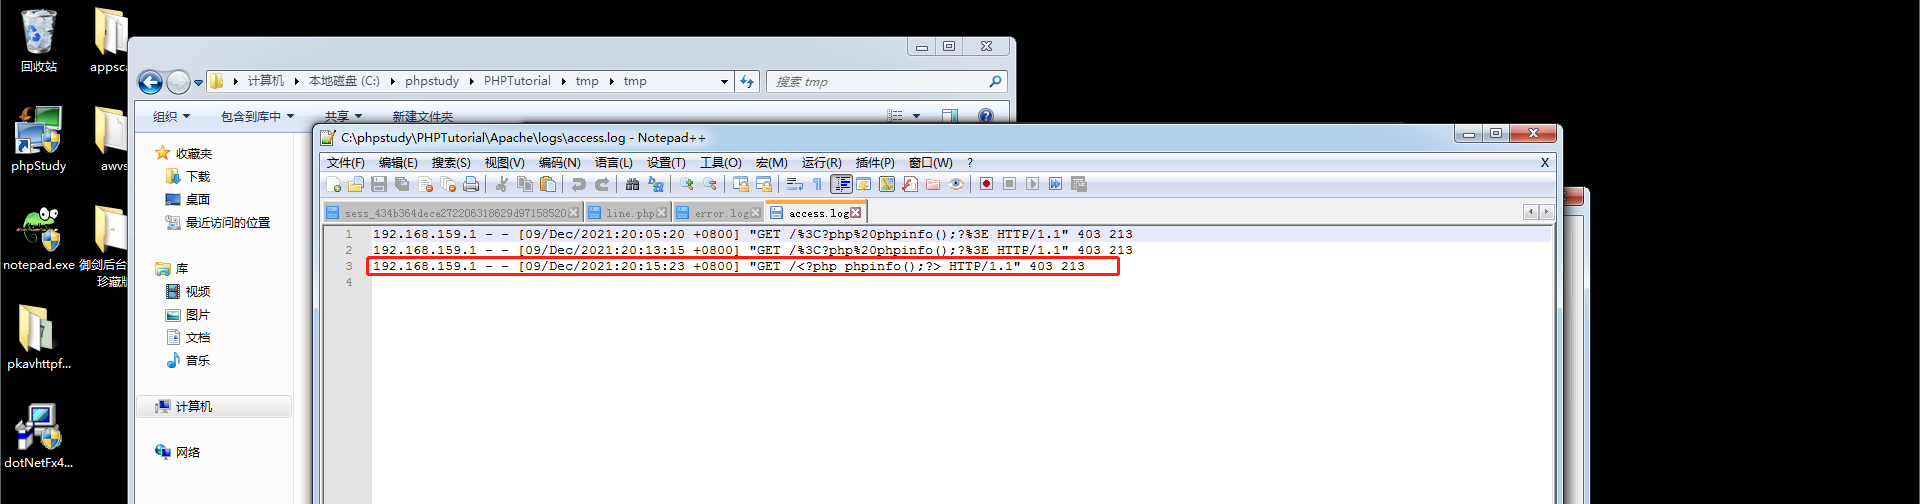 回收站
appsca
phpStudy
awvs
notepad.exe
御剑后台
珍藏版
pkavhttpf...
dotNetFx4...
计算机 本地磁盘 (C:) phpstudy PHPTutorial tmp tmp
搜索 tmp
组织 包含到库中 共享 新建文件夹
收藏夹
下载
桌面
最近访问的位置
库
视频
图片
文档
音乐
计算机
网络
C:\phpstudy\PHPTutorial\Apache\logs\access.log - Notepad++
文件(F) 编辑(E) 搜索(S) 视图(V) 编码(N) 语言(L) 设置(T) 工具(O) 宏(M) 运行(R) 插件(P) 窗口(W) ? X
sess_434b364dece272206318629d97158520 line.php error.log access.log
1 192.168.159.1 - - [09/Dec/2021:20:05:20 +0800] "GET /%3C?php%20phpinfo();?%3E HTTP/1.1" 403 213
2 192.168.159.1 - - [09/Dec/2021:20:13:15 +0800] "GET /%3C?php%20phpinfo();?%3E HTTP/1.1" 403 213
3 192.168.159.1 - - [09/Dec/2021:20:15:23 +0800] "GET /<?php phpinfo();?> HTTP/1.1" 403 213
4